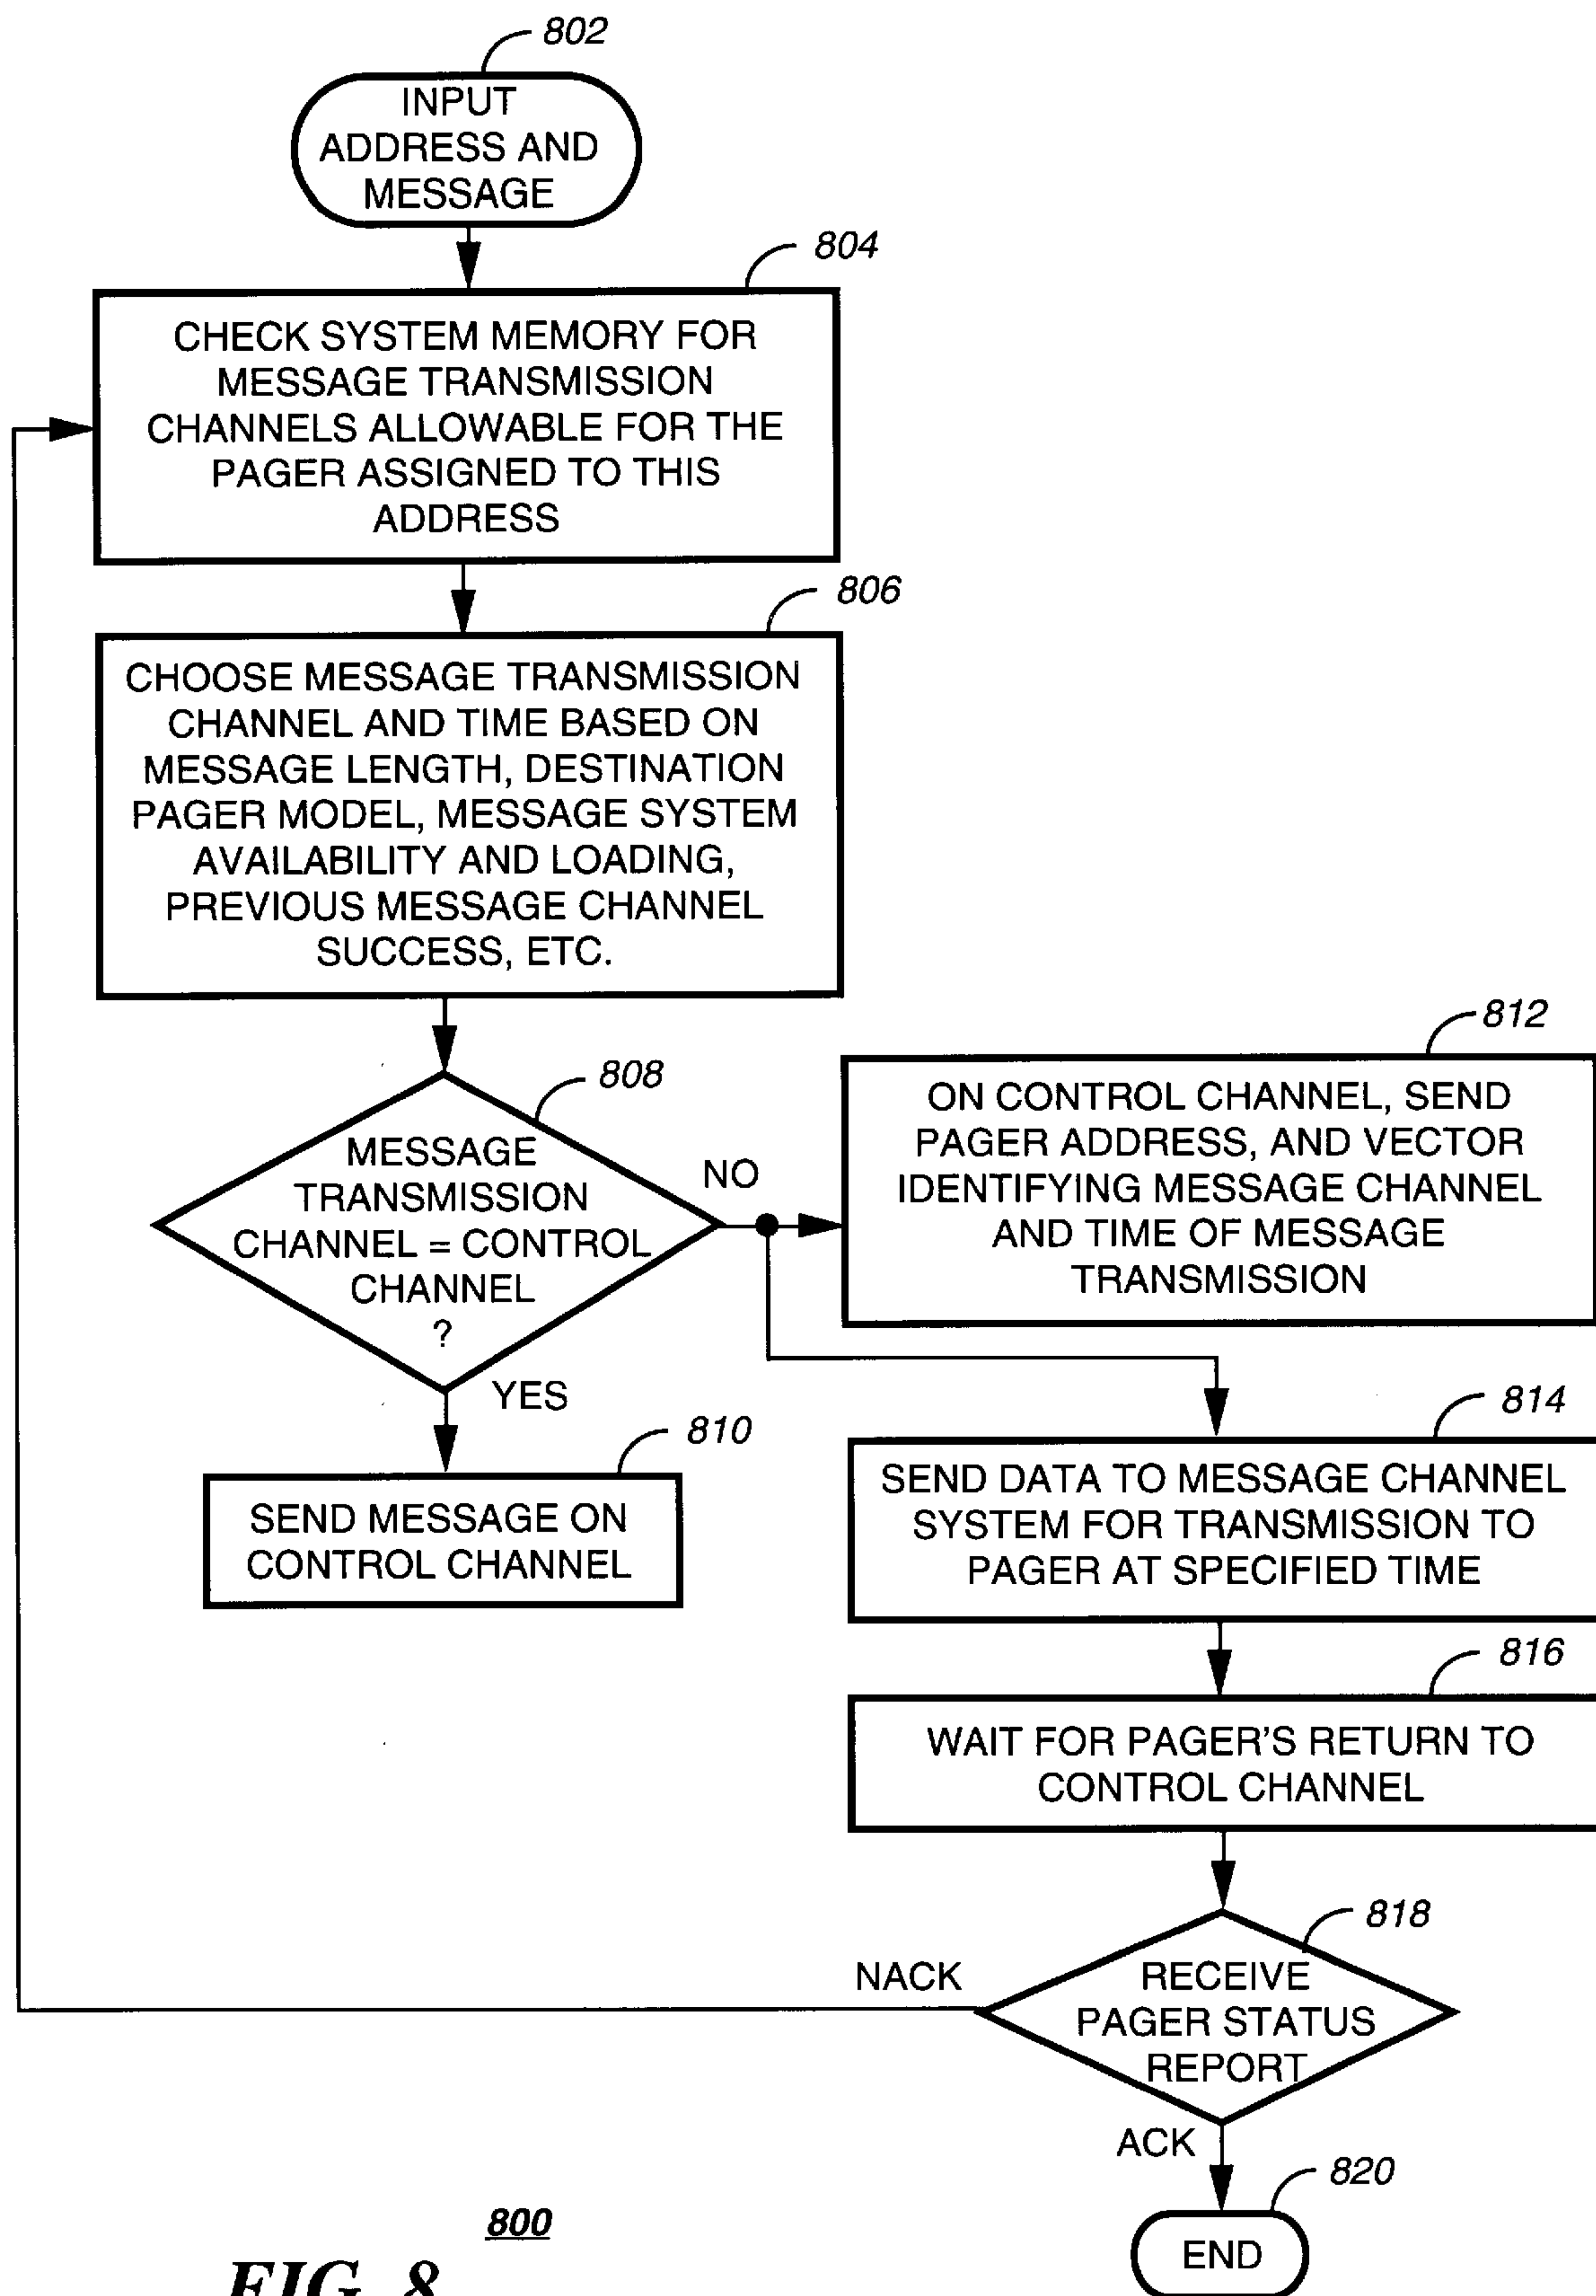 802
INPUT
ADDRESS AND
MESSAGE
804
CHECK SYSTEM MEMORY FOR
MESSAGE TRANSMISSION
CHANNELS ALLOWABLE FOR THE
PAGER ASSIGNED TO THIS
ADDRESS
806
CHOOSE MESSAGE TRANSMISSION
CHANNEL AND TIME BASED ON
MESSAGE LENGTH, DESTINATION
PAGER MODEL, MESSAGE SYSTEM
AVAILABILITY AND LOADING,
PREVIOUS MESSAGE CHANNEL
SUCCESS, ETC.
808
MESSAGE
TRANSMISSION
CHANNEL = CONTROL
CHANNEL
?
NO
YES
810
SEND MESSAGE ON
CONTROL CHANNEL
812
ON CONTROL CHANNEL, SEND
PAGER ADDRESS, AND VECTOR
IDENTIFYING MESSAGE CHANNEL
AND TIME OF MESSAGE
TRANSMISSION
814
SEND DATA TO MESSAGE CHANNEL
SYSTEM FOR TRANSMISSION TO
PAGER AT SPECIFIED TIME
816
WAIT FOR PAGER'S RETURN TO
CONTROL CHANNEL
818
RECEIVE
PAGER STATUS
REPORT
NACK
ACK
820
END
800
FIG. 8